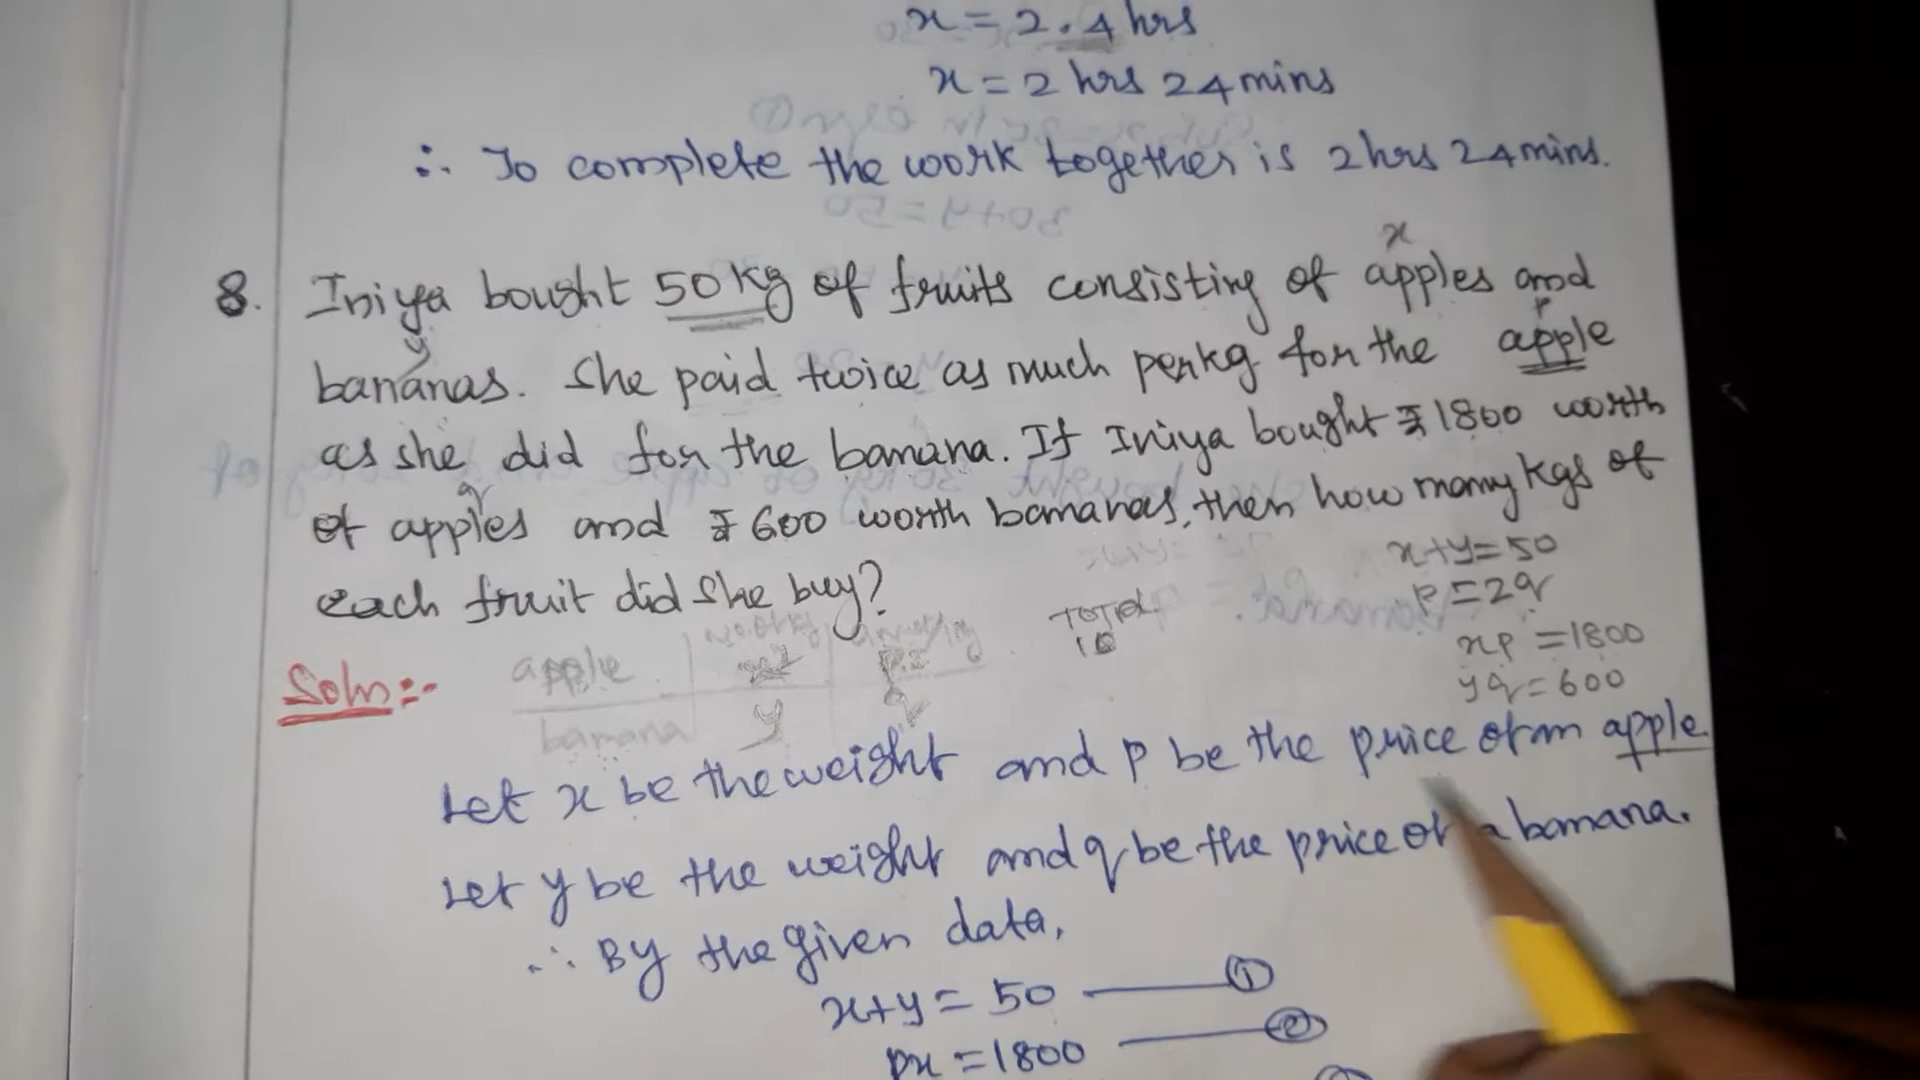 x = 2.4 hrs
x = 2 hrs 24 mins
∴ To complete the work together is 2 hrs 24 mins.
x
8. Iniya bought 50 kg of fruits consisting of apples and
y
p
bananas. She paid twice as much per kg for the apple
as she did for the banana. If Iniya bought ₹ 1800 worth
q
of apples and ₹ 600 worth bananas, then how many kgs of
each fruit did she buy?
x+y=50
p=2q
xp = 1800
yq = 600
Total
apple
banana y q
Soln:-
Let x be the weight and p be the price of an apple.
Let y be the weight and q be the price of a banana.
∴ By the given data,
x+y = 50 ①
px = 1800 ②